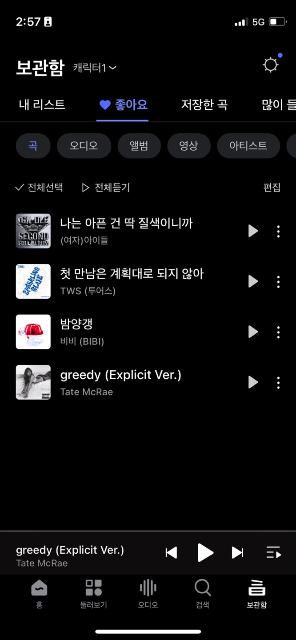 2:57
5G
보관함 캐릭터1
내 리스트 좋아요 저장한 곡 많이 들
곡 오디오 앨범 영상 아티스트
전체선택 전체듣기 편집
나는 아픈 건 딱 질색이니까
(여자)아이들
첫 만남은 계획대로 되지 않아
TWS (투어스)
밤양갱
비비 (BIBI)
greedy (Explicit Ver.)
Tate McRae
greedy (Explicit Ver.)
Tate McRae
홈 둘러보기 오디오 검색 보관함